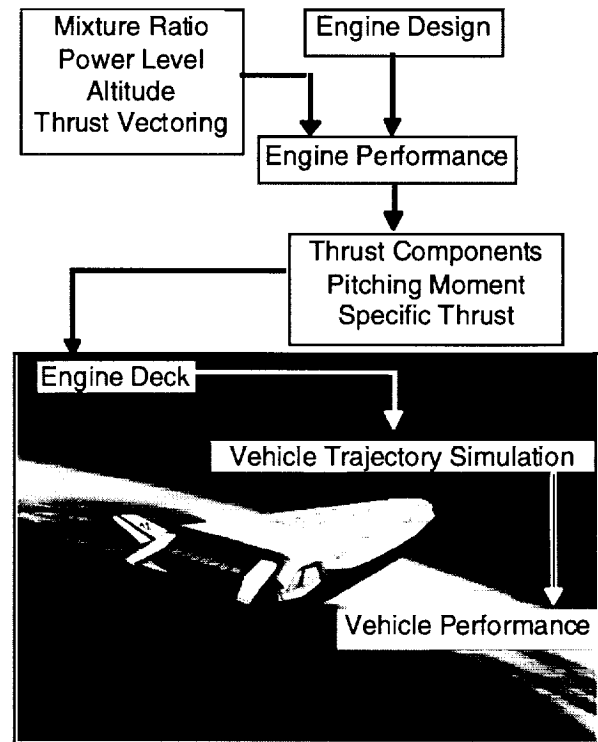 Mixture Ratio
Power Level
Altitude
Thrust Vectoring
Engine Design
Engine Performance
Thrust Components
Pitching Moment
Specific Thrust
Engine Deck
Vehicle Trajectory Simulation
Vehicle Performance